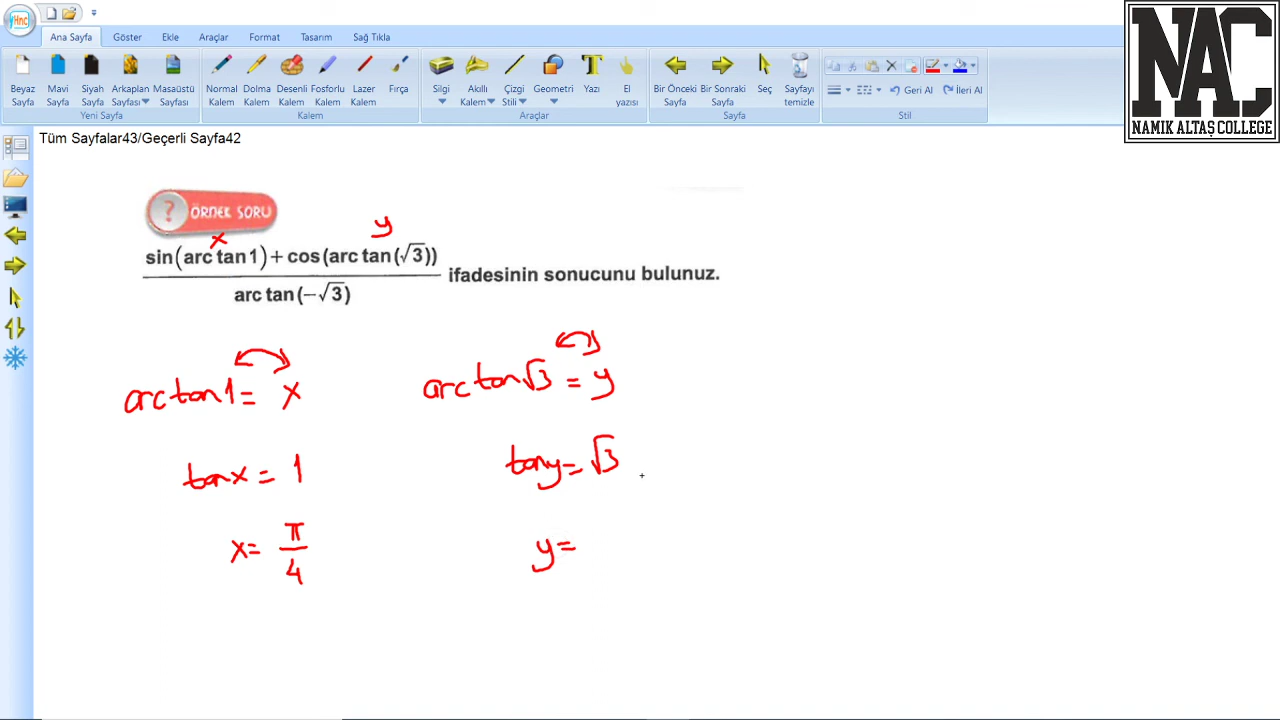 Hnc
Ana Sayfa Göster Ekle Araçlar Format Tasarım Sağ Tıkla
Beyaz Sayfa Mavi Sayfa Siyah Sayfa Arkaplan Sayfası Masaüstü Sayfası Normal Kalem Dolma Kalem Desenli Kalem Fosforlu Kalem Lazer Kalem Fırça Silgi Akıllı Kalem Çizgi Stili Geometri Yazı El yazısı Bir Önceki Sayfa Bir Sonraki Sayfa Seç Sayfayı temizle Geri Al İleri Al
Yeni Sayfa Kalem Araçlar Sayfa Stil
NAC
NAMIK ALTAŞ COLLEGE
Tüm Sayfalar43/Geçerli Sayfa42
? ÖRNEK SORU
x y
sin(arc tan 1) + cos(arc tan(√3))
arc tan(−√3)
ifadesinin sonucunu bulunuz.
arctan1 = x arctan√3 = y
tanx = 1 tany = √3
x = π/4 y =